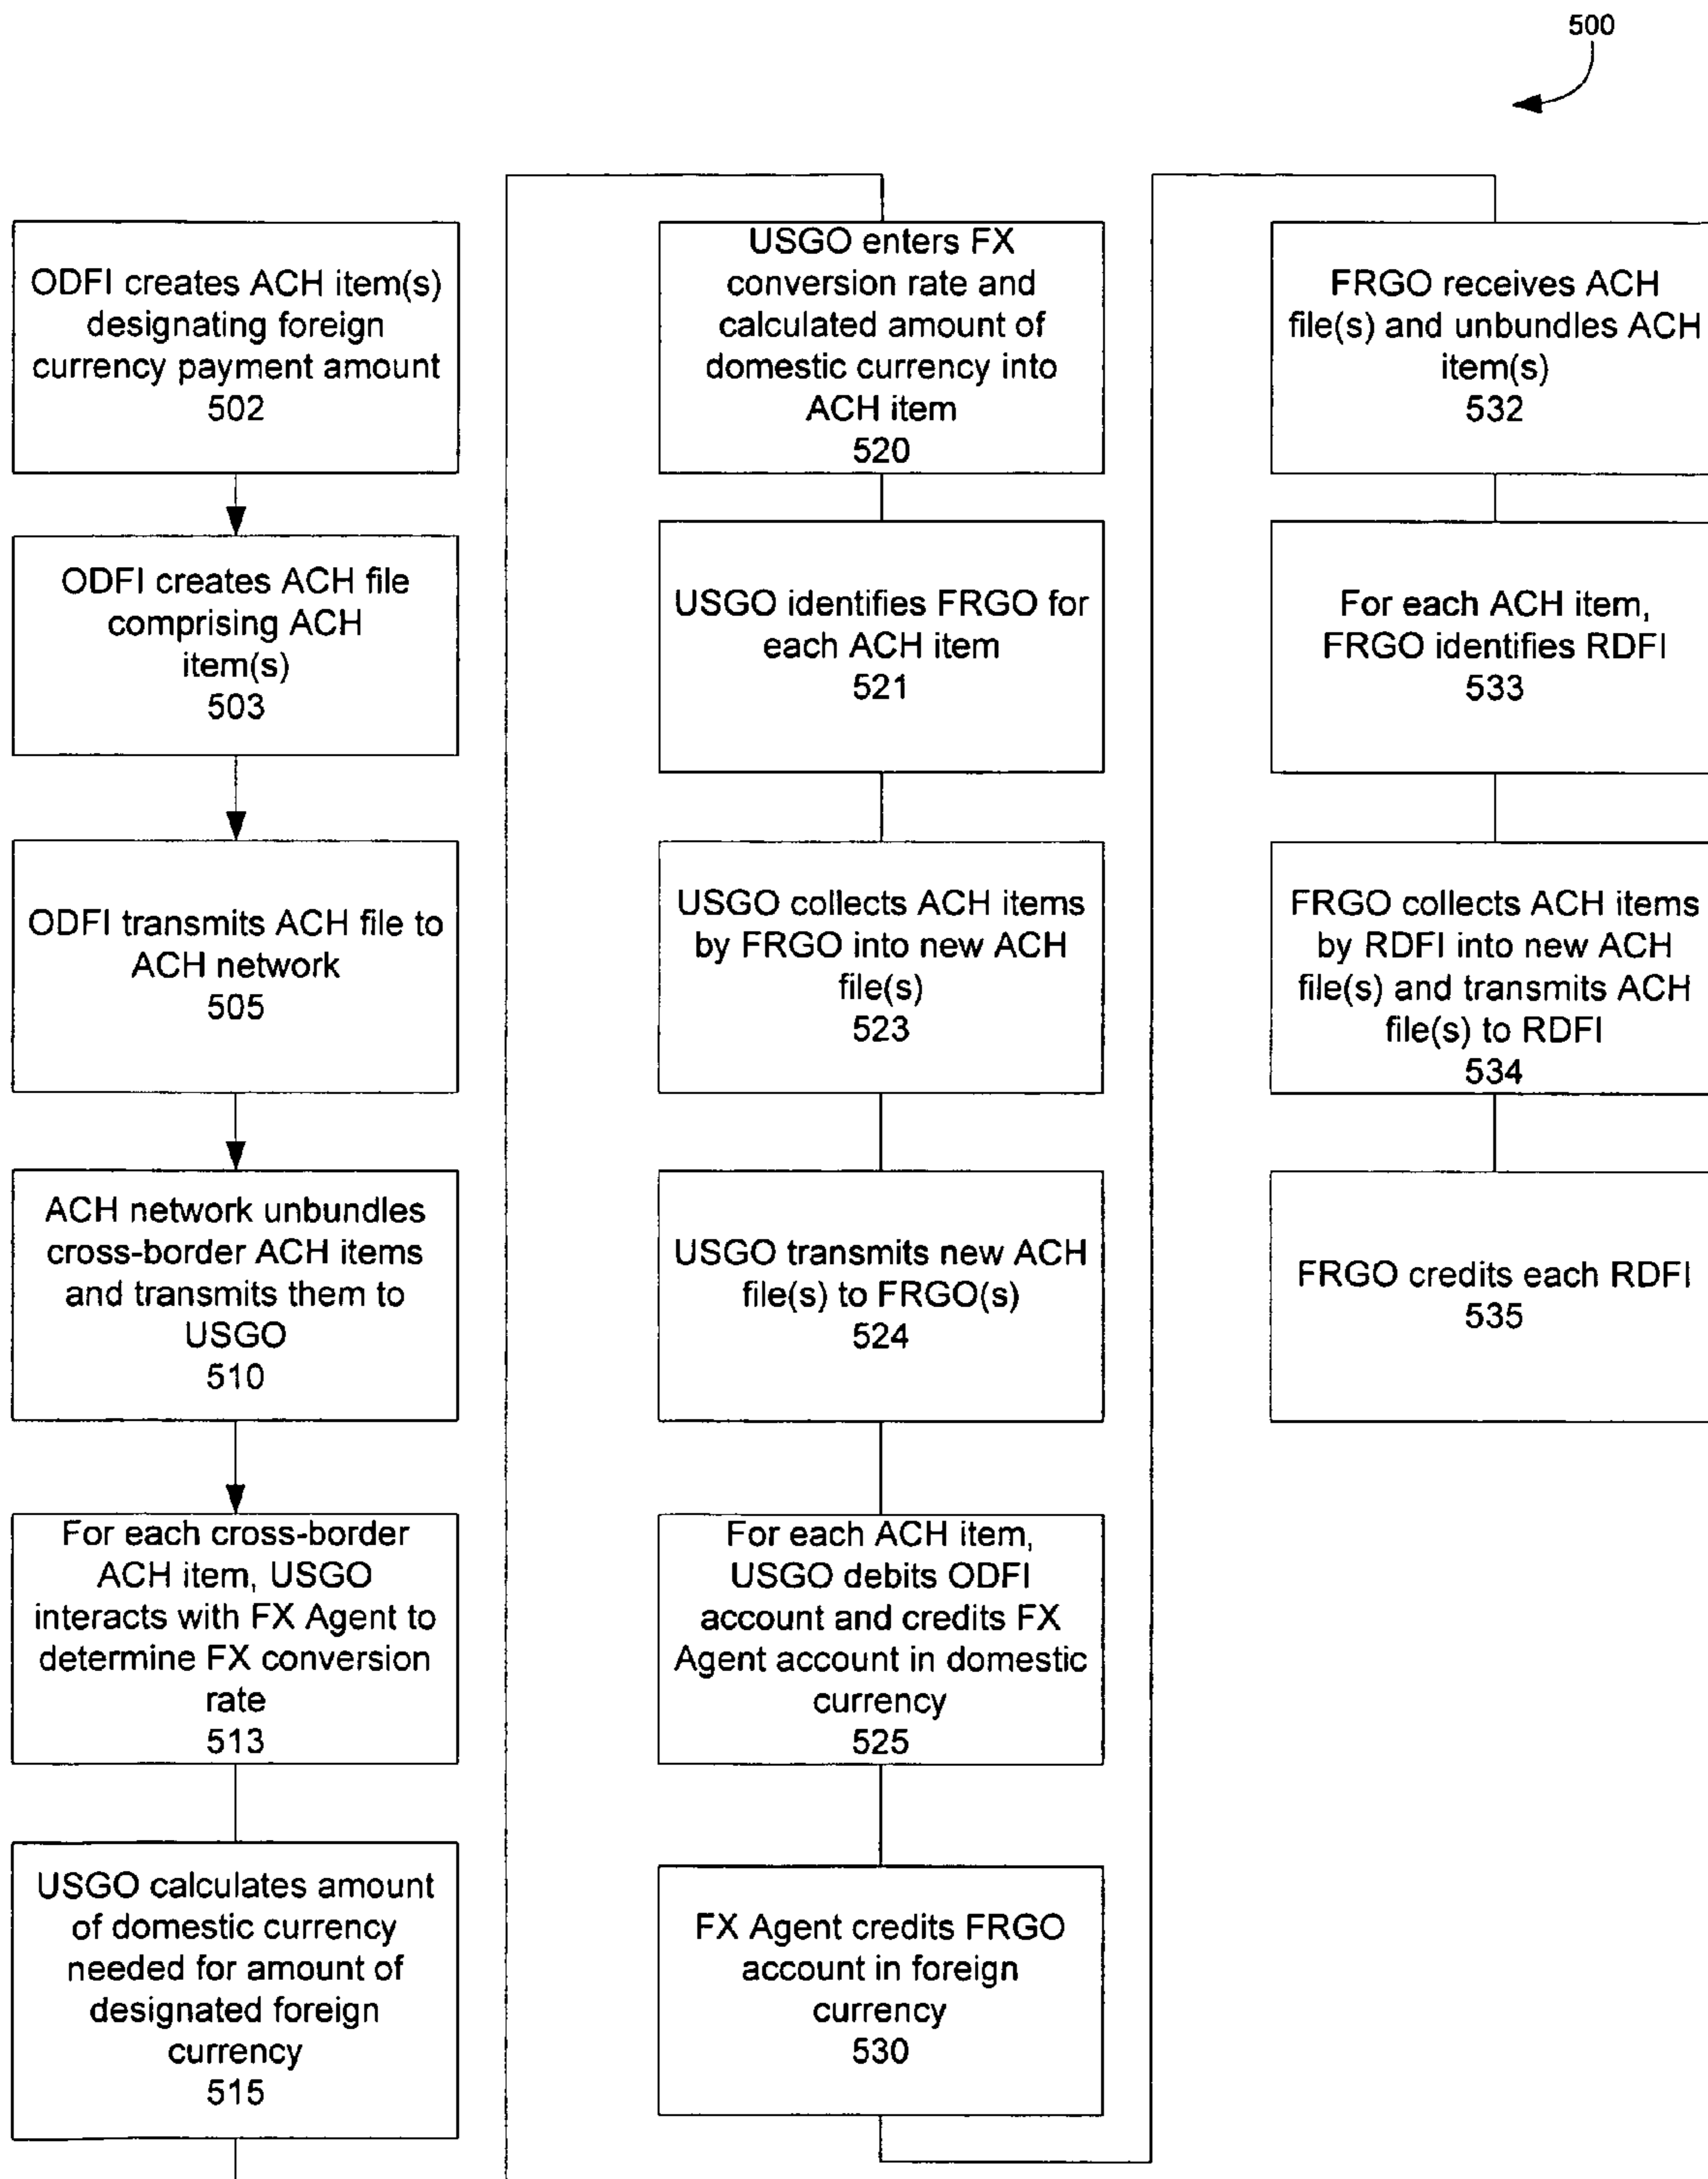 500
ODFI creates ACH item(s)
designating foreign
currency payment amount
502
ODFI creates ACH file
comprising ACH
item(s)
503
ODFI transmits ACH file to
ACH network
505
ACH network unbundles
cross-border ACH items
and transmits them to
USGO
510
For each cross-border
ACH item, USGO
interacts with FX Agent to
determine FX conversion
rate
513
USGO calculates amount
of domestic currency
needed for amount of
designated foreign
currency
515
USGO enters FX
conversion rate and
calculated amount of
domestic currency into
ACH item
520
USGO identifies FRGO for
each ACH item
521
USGO collects ACH items
by FRGO into new ACH
file(s)
523
USGO transmits new ACH
file(s) to FRGO(s)
524
For each ACH item,
USGO debits ODFI
account and credits FX
Agent account in domestic
currency
525
FX Agent credits FRGO
account in foreign
currency
530
FRGO receives ACH
file(s) and unbundles ACH
item(s)
532
For each ACH item,
FRGO identifies RDFI
533
FRGO collects ACH items
by RDFI into new ACH
file(s) and transmits ACH
file(s) to RDFI
534
FRGO credits each RDFI
535